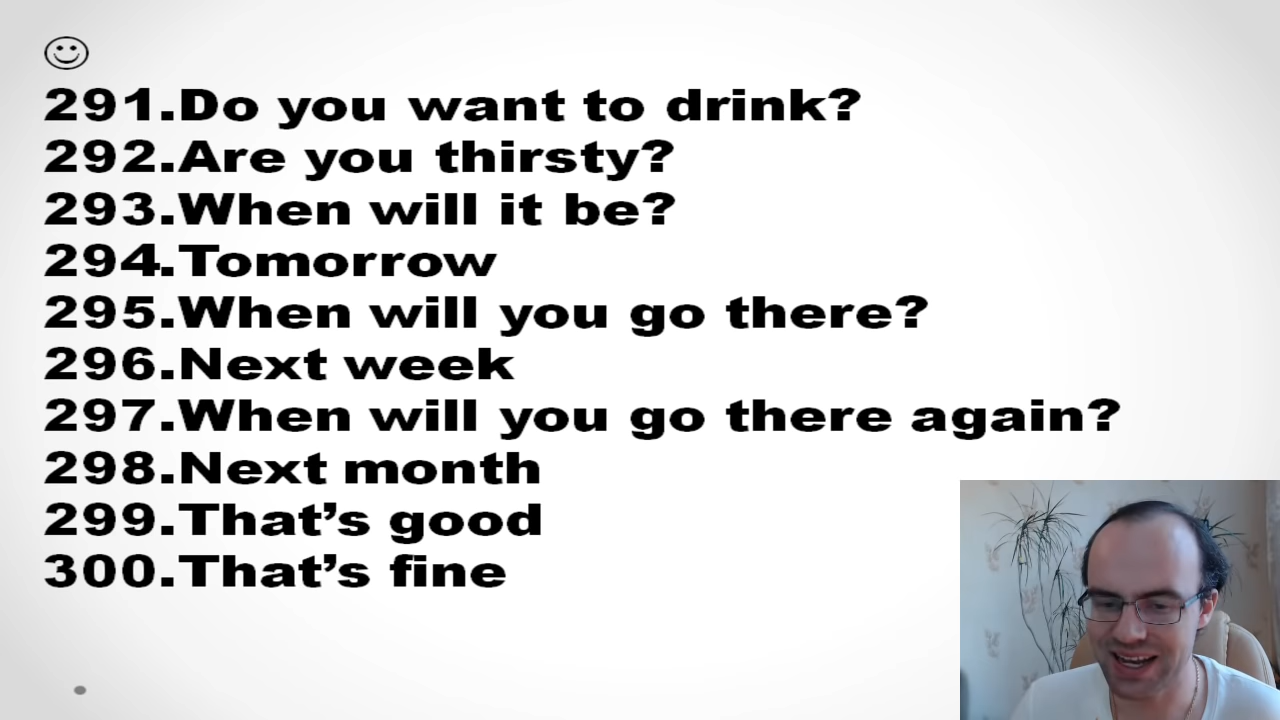 291.Do you want to drink?
292.Are you thirsty?
293.When will it be?
294.Tomorrow
295.When will you go there?
296.Next week
297.When will you go there again?
298.Next month
299.That’s good
300.That’s fine